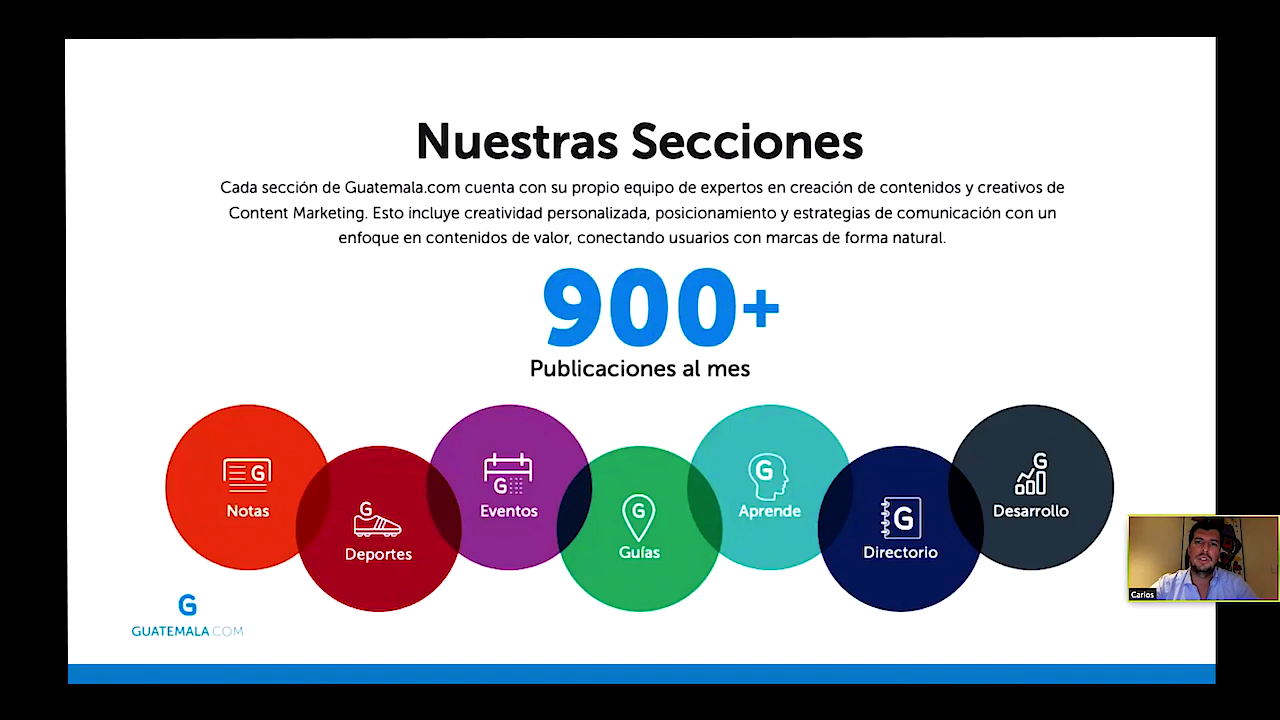 Nuestras Secciones
Cada sección de Guatemala.com cuenta con su propio equipo de expertos en creación de contenidos y creativos de
Content Marketing. Esto incluye creatividad personalizada, posicionamiento y estrategias de comunicación con un
enfoque en contenidos de valor, conectando usuarios con marcas de forma natural.
900+
Publicaciones al mes
G
Notas
G
Deportes
G
Eventos
G
Guías
G
Aprende
G
Directorio
G
Desarrollo
Carlos
G
GUATEMALA.COM